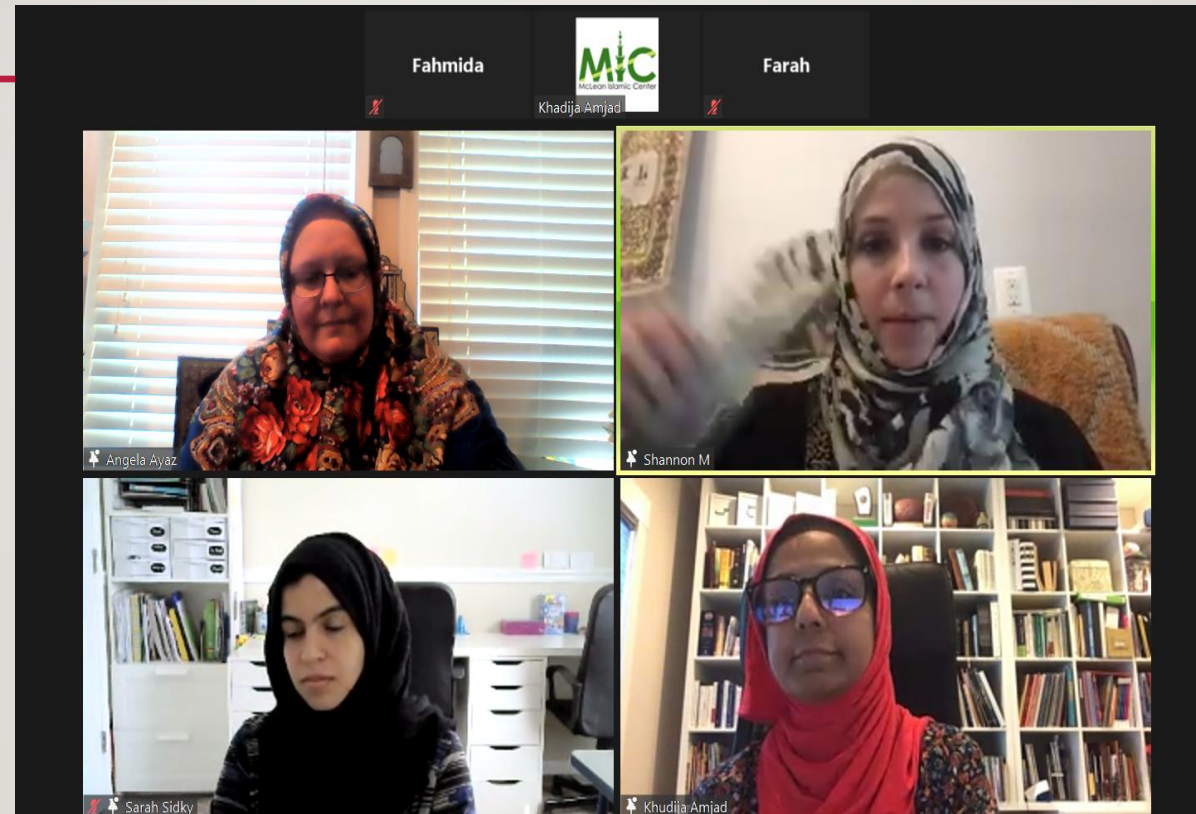 Fahmida
MiC
McLean Islamic Center
Khadija Amjad
Farah
Angela Ayaz
Shannon M
Sarah Sidky
Khudija Amjad